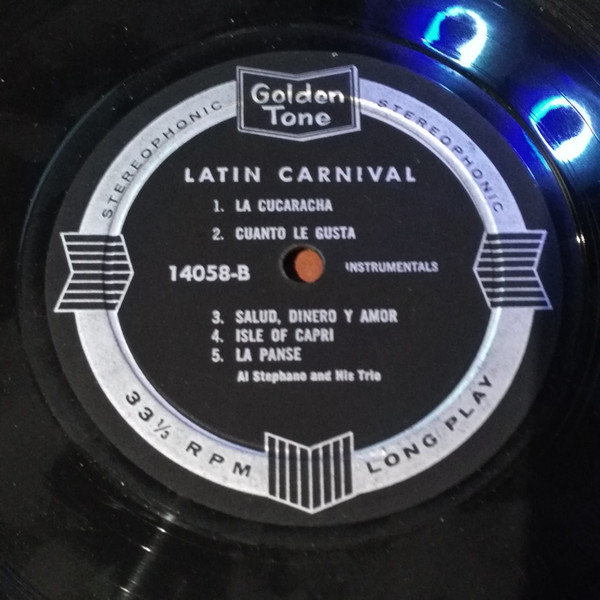 Golden
Tone
STEREOPHONIC
STEREOPHONIC
LATIN CARNIVAL
1. LA CUCARACHA
2. CUANTO LE GUSTA
14058-B
INSTRUMENTALS
3. SALUD, DINERO Y AMOR
4. ISLE OF CAPRI
5. LA PANSE
Al Stephano and His Trio
33⅓ RPM
LONG PLAY